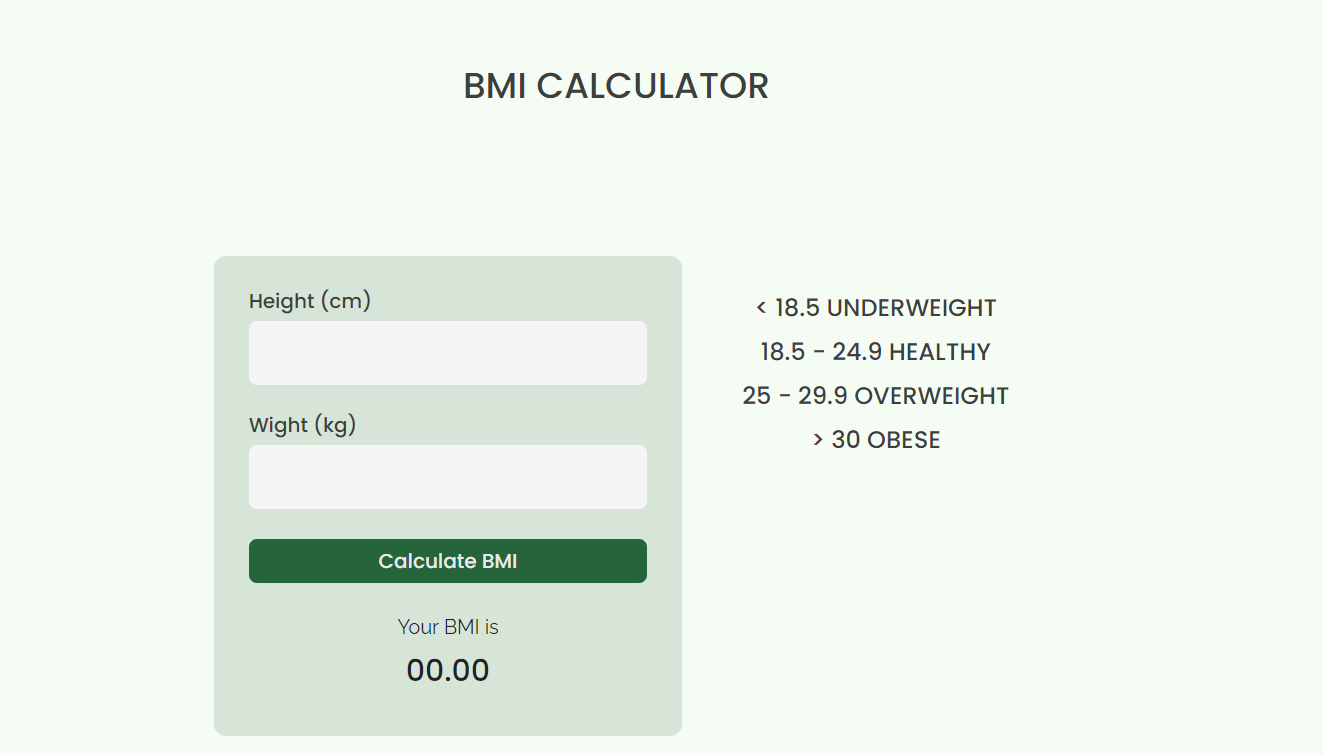 BMI CALCULATOR
Height (cm)
Wight (kg)
Calculate BMI
Your BMI is
00.00
< 18.5 UNDERWEIGHT
18.5 - 24.9 HEALTHY
25 - 29.9 OVERWEIGHT
> 30 OBESE